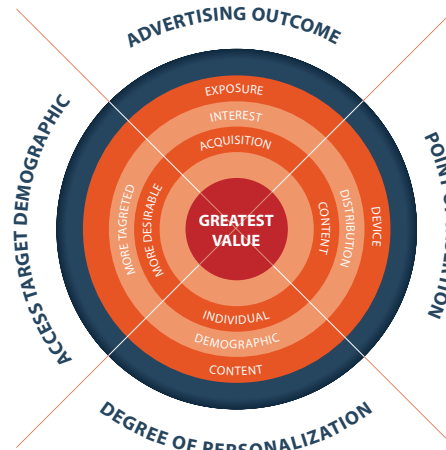 ADVERTISING OUTCOME
EXPOSURE
INTEREST
ACQUISITION
ACCESS TARGET DEMOGRAPHIC
MORE TAGRETED
MORE DESIRABLE
GREATEST
VALUE
CONTENT
DISTRIBUTION
DEVICE
POINT
INDIVIDUAL
DEMOGRAPHIC
CONTENT
DEGREE OF PERSONALIZATION